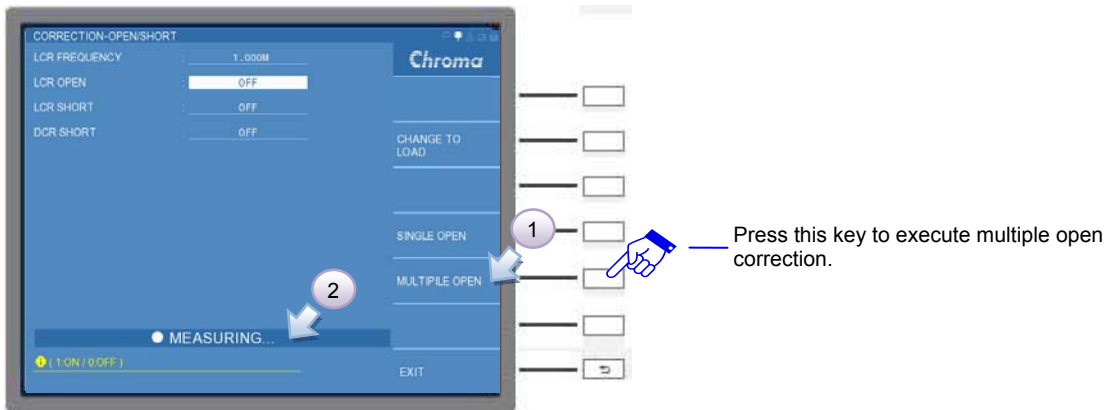 CORRECTION-OPEN/SHORT
LCR FREQUENCY : 1.000M
LCR OPEN : OFF
LCR SHORT : OFF
DCR SHORT : OFF
Chroma
CHANGE TO
LOAD
SINGLE OPEN
MULTIPILE OPEN
EXIT
1
2
MEASURING...
( 1:ON / 0:OFF )
Press this key to execute multiple open
correction.